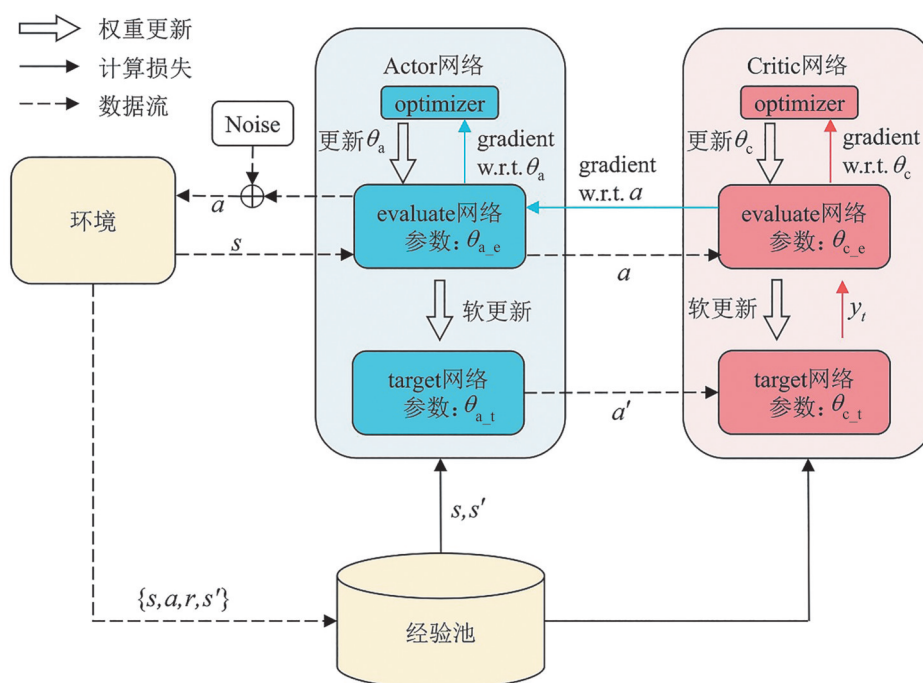 权重更新
计算损失
数据流
Noise
环境
a
s
Actor网络
optimizer
更新θa
gradient
w.r.t. θa
evaluate网络
参数：θa_e
软更新
target网络
参数：θa_t
gradient
w.r.t. a
a
a′
Critic网络
optimizer
更新θc
gradient
w.r.t. θc
evaluate网络
参数：θc_e
软更新
yt
target网络
参数：θc_t
s,s′
{s,a,r,s′}
经验池